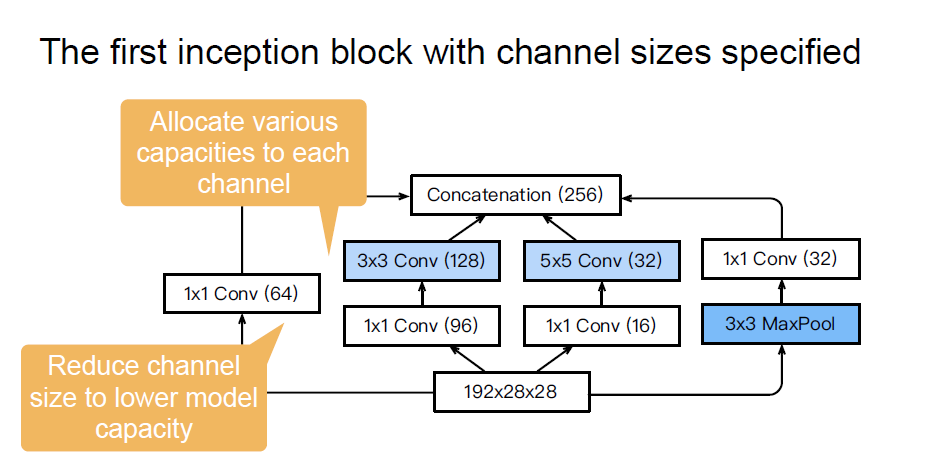 The first inception block with channel sizes specified
Allocate various
capacities to each
channel
Concatenation (256)
3x3 Conv (128)
5x5 Conv (32)
1x1 Conv (32)
1x1 Conv (64)
1x1 Conv (96)
1x1 Conv (16)
3x3 MaxPool
Reduce channel
size to lower model
capacity
192x28x28